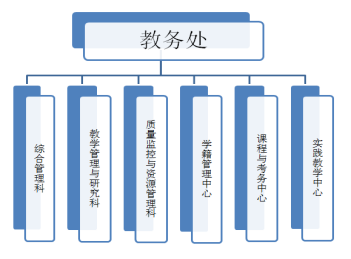 教务处
综合管理科
教学管理与研究科
质量监控与资源管理科
学籍管理中心
课程与考务中心
实践教学中心